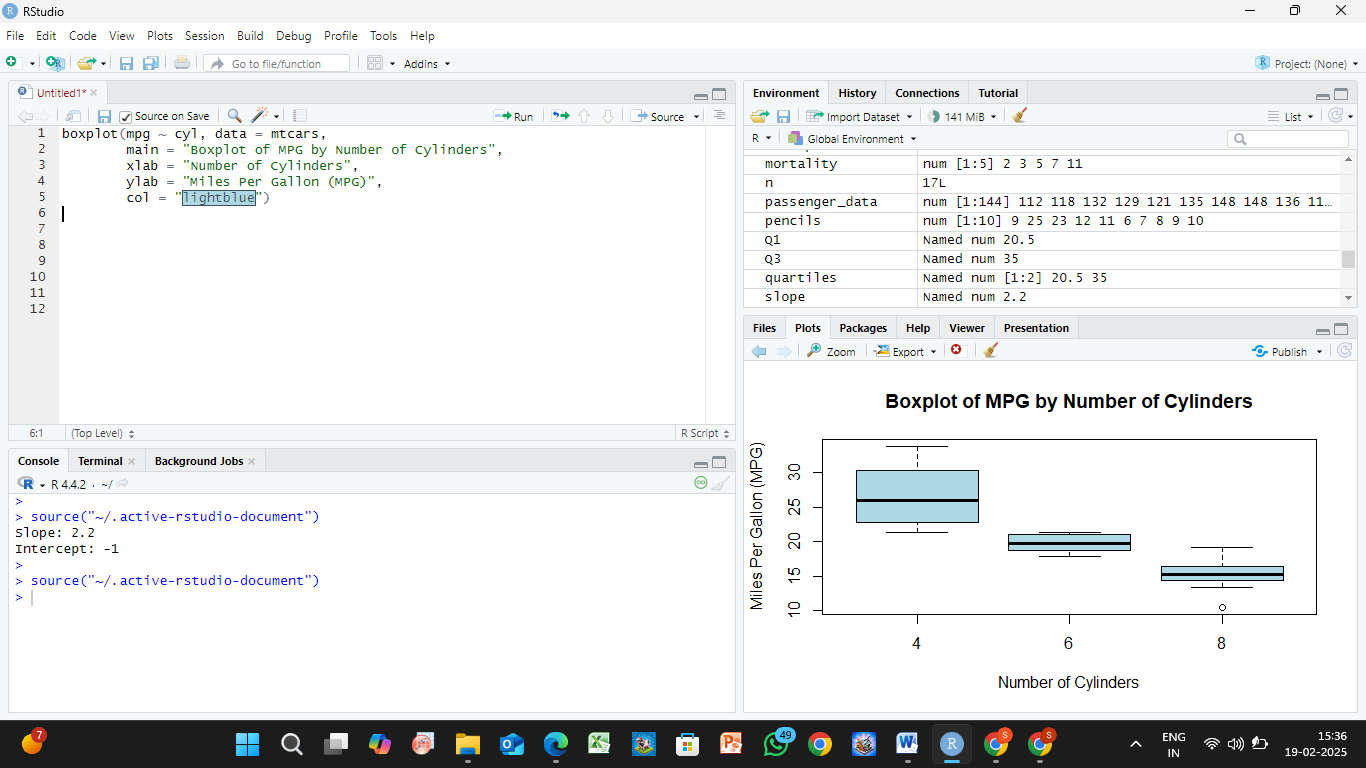 RStudio
File Edit Code View Plots Session Build Debug Profile Tools Help
Go to file/function Addins Project: (None)
Untitled1*
Source on Save Run Source
1 boxplot(mpg ~ cyl, data = mtcars,
2 main = "Boxplot of MPG by Number of Cylinders",
3 xlab = "Number of Cylinders",
4 ylab = "Miles Per Gallon (MPG)",
5 col = "lightblue")
6
7
8
9
10
11
12
6:1 (Top Level) R Script
Console Terminal Background Jobs
R 4.4.2 · ~/
>
> source("~/.active-rstudio-document")
Slope: 2.2
Intercept: -1
>
> source("~/.active-rstudio-document")
>
Environment History Connections Tutorial
Import Dataset 141 MiB List
R Global Environment
mortality num [1:5] 2 3 5 7 11
n 17L
passenger_data num [1:144] 112 118 132 129 121 135 148 148 136 11…
pencils num [1:10] 9 25 23 12 11 6 7 8 9 10
Q1 Named num 20.5
Q3 Named num 35
quartiles Named num [1:2] 20.5 35
slope Named num 2.2
Files Plots Packages Help Viewer Presentation
Zoom Export Publish
Boxplot of MPG by Number of Cylinders
Miles Per Gallon (MPG)
30
25
20
15
10
4 6 8
Number of Cylinders
7
49
S
S
ENG
IN
15:36
19-02-2025